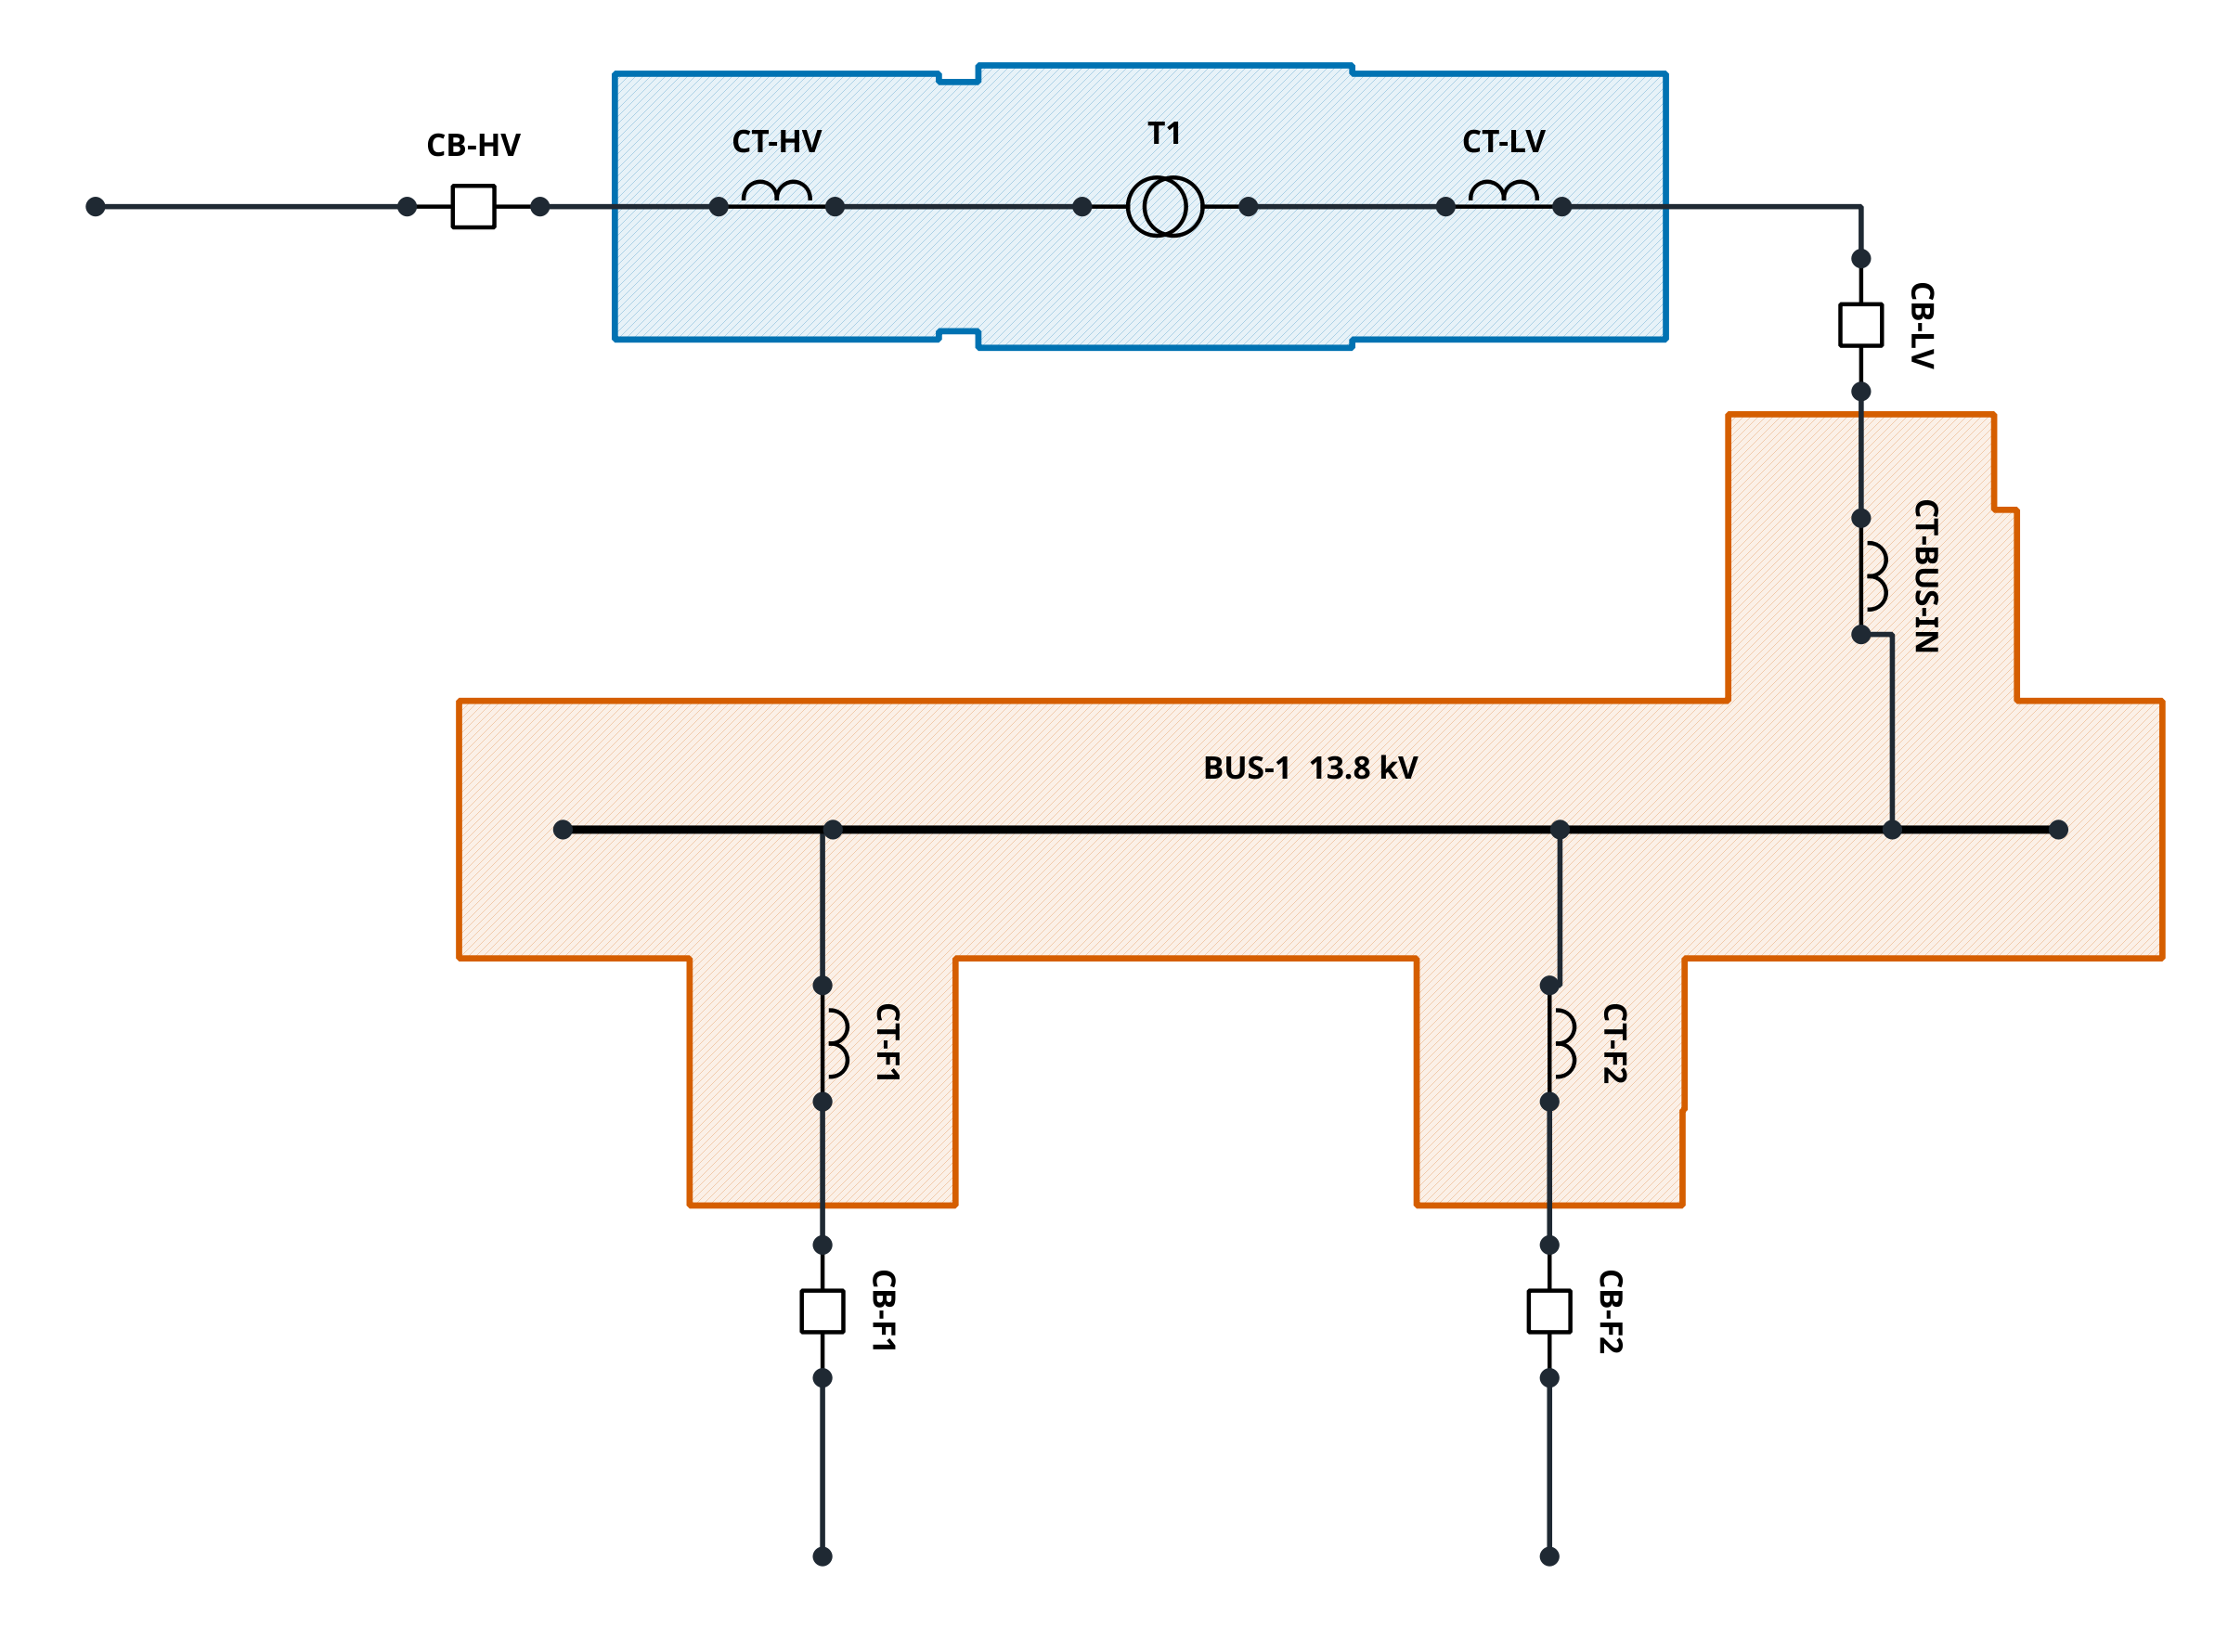 CB-HV
CT-HV
T1
CT-LV
CB-LV
CT-BUS-IN
BUS-1 13.8 kV
CT-F1
CT-F2
CB-F1
CB-F2